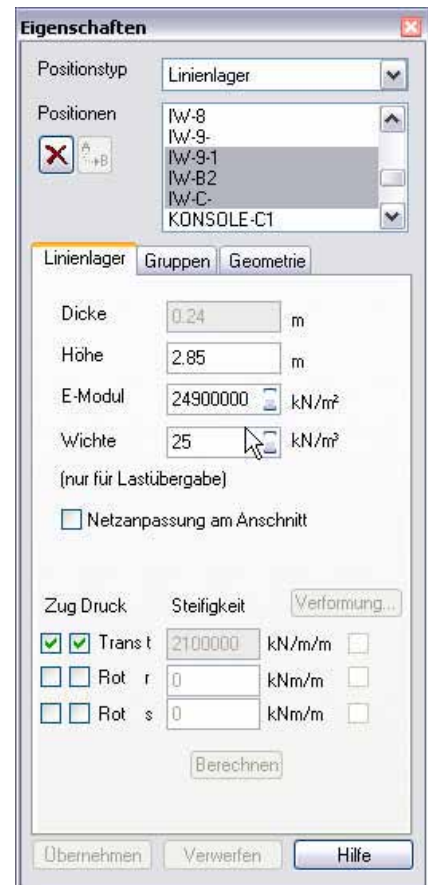 Eigenschaften
Positionstyp Linienlager
Positionen IW-8
IW-9-
A B IW-9-1
IW-B2
IW-C-
KONSOLE-C1
Linienlager Gruppen Geometrie
Dicke 0.24 m
Höhe 2.85 m
E-Modul 24900000 kN/m²
Wichte 25 kN/m³
(nur für Lastübergabe)
Netzanpassung am Anschnitt
Zug Druck Steifigkeit Verformung...
Trans t 2100000 kN/m/m
Rot r 0 kNm/m
Rot s 0 kNm/m
Berechnen
Übernehmen Verwerfen Hilfe